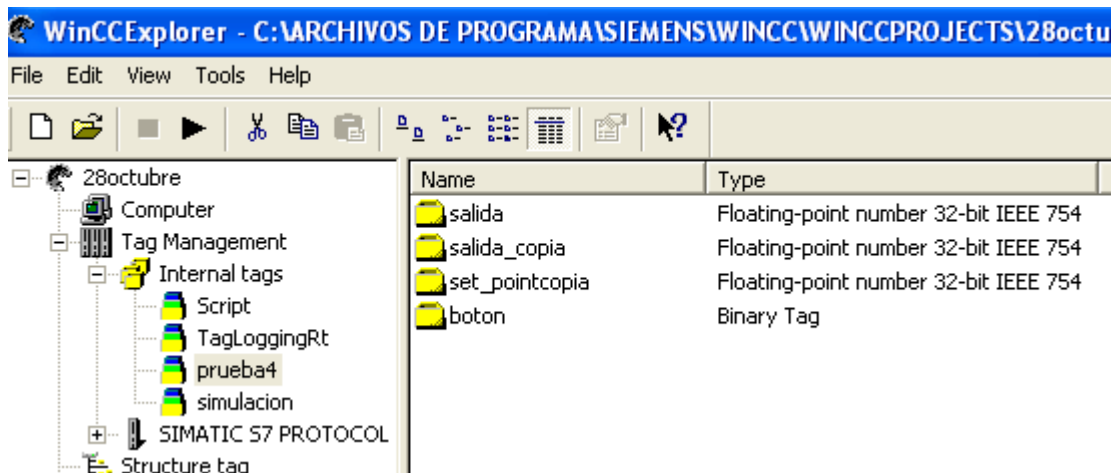 WinCCExplorer - C:\ARCHIVOS DE PROGRAMA\SIEMENS\WINCC\WINCCPROJECTS\28octu
File Edit View Tools Help
28octubre
Computer
Tag Management
Internal tags
Script
TagLoggingRt
prueba4
simulacion
SIMATIC S7 PROTOCOL
Structure tag
Name Type
salida Floating-point number 32-bit IEEE 754
salida_copia Floating-point number 32-bit IEEE 754
set_pointcopia Floating-point number 32-bit IEEE 754
boton Binary Tag